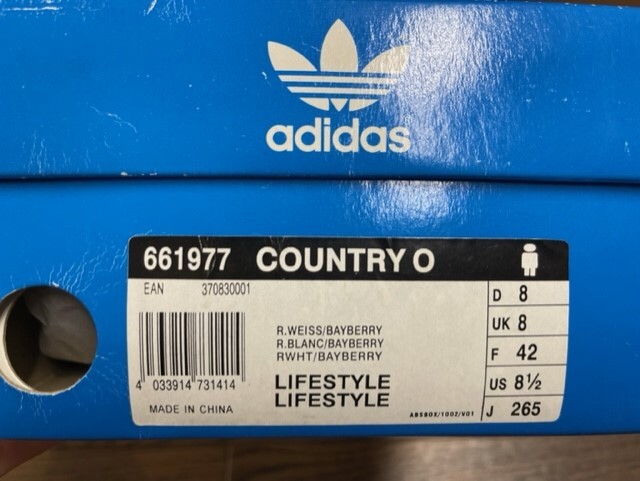 adidas
661977 COUNTRY O
EAN 370830001
R.WEISS/BAYBERRY
R.BLANC/BAYBERRY
RWHT/BAYBERRY
4 033914 731414
LIFESTYLE
LIFESTYLE
MADE IN CHINA
ABSBOX/1002/V01
D 8
UK 8
F 42
US 8½
J 265